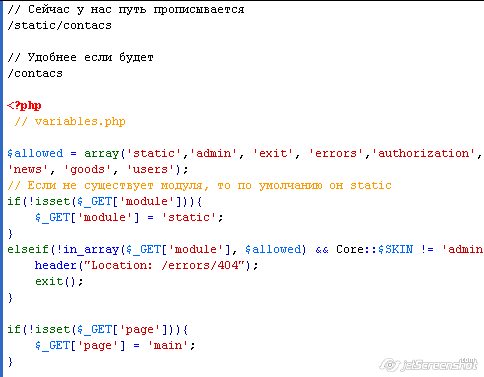 // Сейчас у нас путь прописывается
/static/contacs
// Удобнее если будет
/contacs
<?php
// variables.php
$allowed = array('static','admin', 'exit', 'errors','authorization',
'news', 'goods', 'users');
// Если не существует модуля, то по умолчанию он static
if(!isset($_GET['module'])){
$_GET['module'] = 'static';
}
elseif(!in_array($_GET['module'], $allowed) && Core::$SKIN != 'admin
header("Location: /errors/404");
exit();
}
if(!isset($_GET['page'])){
$_GET['page'] = 'main';
}
jetScreenshot